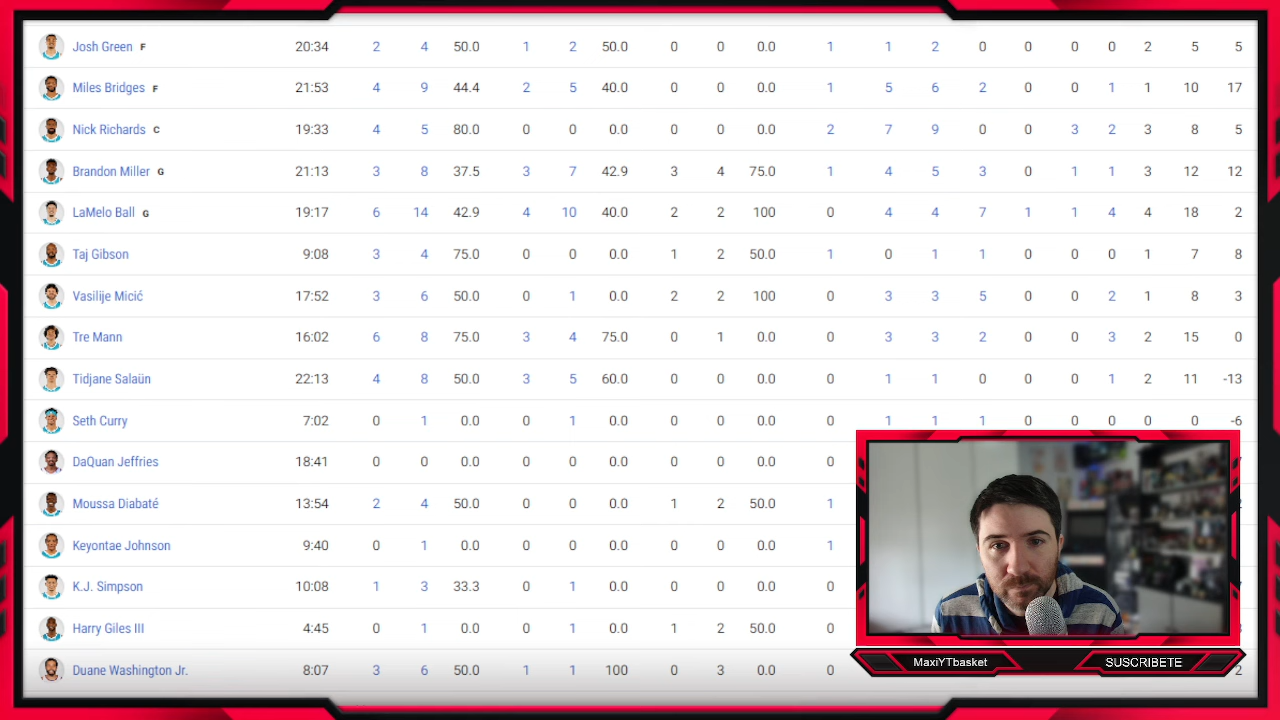 Josh Green F 20:34 2 4 50.0 1 2 50.0 0 0 0.0 1 1 2 0 0 0 0 2 5 5
Miles Bridges F 21:53 4 9 44.4 2 5 40.0 0 0 0.0 1 5 6 2 0 0 1 1 10 17
Nick Richards C 19:33 4 5 80.0 0 0 0.0 0 0 0.0 2 7 9 0 0 3 2 3 8 5
Brandon Miller G 21:13 3 8 37.5 3 7 42.9 3 4 75.0 1 4 5 3 0 1 1 3 12 12
LaMelo Ball G 19:17 6 14 42.9 4 10 40.0 2 2 100 0 4 4 7 1 1 4 4 18 2
Taj Gibson 9:08 3 4 75.0 0 0 0.0 1 2 50.0 1 0 1 1 0 0 0 1 7 8
Vasilije Micić 17:52 3 6 50.0 0 1 0.0 2 2 100 0 3 3 5 0 0 2 1 8 3
Tre Mann 16:02 6 8 75.0 3 4 75.0 0 1 0.0 0 3 3 2 0 0 3 2 15 0
Tidjane Salaün 22:13 4 8 50.0 3 5 60.0 0 0 0.0 0 1 1 0 0 0 1 2 11 -13
Seth Curry 7:02 0 1 0.0 0 1 0.0 0 0 0.0 0 1 1 1 0 0 0 0 0 -6
DaQuan Jeffries 18:41 0 0 0.0 0 0 0.0 0 0 0.0 0
Moussa Diabaté 13:54 2 4 50.0 0 0 0.0 1 2 50.0 1
Keyontae Johnson 9:40 0 1 0.0 0 0 0.0 0 0 0.0 1
K.J. Simpson 10:08 1 3 33.3 0 1 0.0 0 0 0.0 0
Harry Giles III 4:45 0 1 0.0 0 1 0.0 1 2 50.0 0
Duane Washington Jr. 8:07 3 6 50.0 1 1 100 0 3 0.0 0 2
MaxiYTbasket SUSCRIBETE